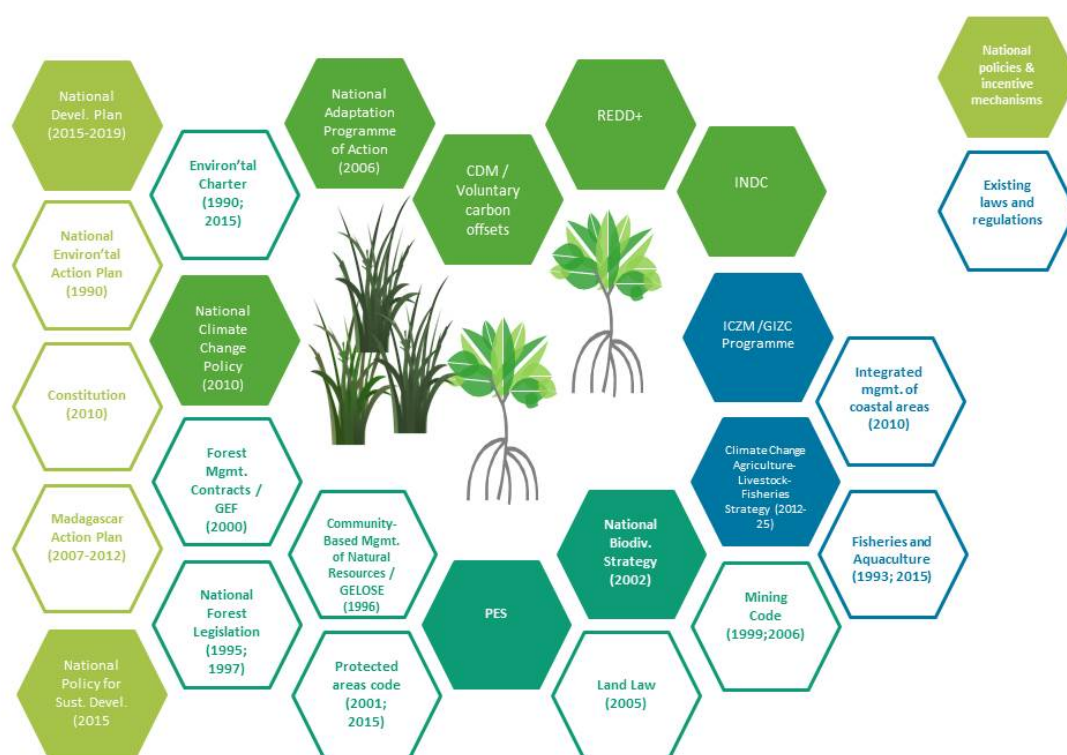 National
Devel. Plan
(2015-2019)
National
Adaptation
Programme
of Action
(2006)
REDD+
National
policies &
incentive
mechanisms
Environ'tal
Charter
(1990;
2015)
CDM /
Voluntary
carbon
offsets
INDC
Existing
laws and
regulations
National
Environ'tal
Action Plan
(1990)
National
Climate
Change
Policy
(2010)
ICZM /GIZC
Programme
Constitution
(2010)
Integrated
mgmt. of
coastal areas
(2010)
Forest
Mgmt.
Contracts /
GEF
(2000)
Climate Change
Agriculture-
Livestock-
Fisheries
Strategy (2012-
25)
Madagascar
Action Plan
(2007-2012)
Community-
Based Mgmt.
of Natural
Resources /
GELOSE
(1996)
National
Biodiv.
Strategy
(2002)
Fisheries and
Aquaculture
(1993; 2015)
National
Forest
Legislation
(1995;
1997)
PES
Mining
Code
(1999;2006)
National
Policy for
Sust. Devel.
(2015
Protected
areas code
(2001;
2015)
Land Law
(2005)